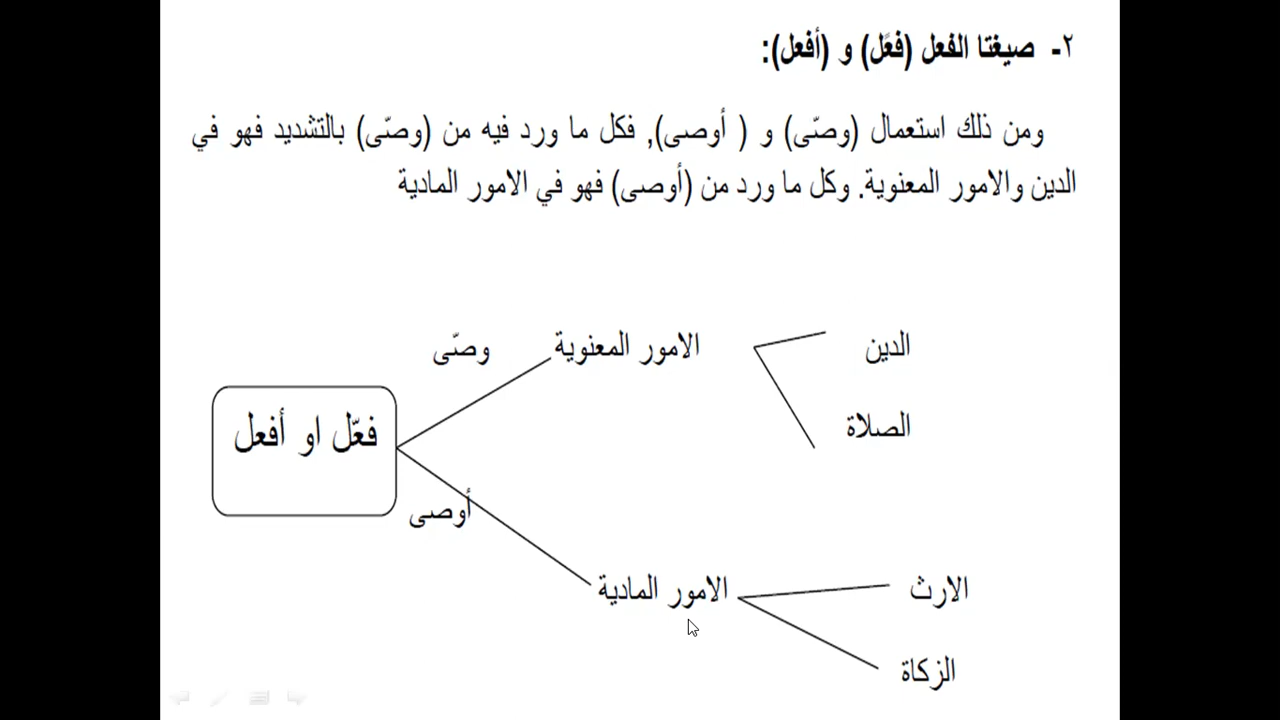 ٢- صيغتا الفعل (فعًل) و (أفعل):
ومن ذلك استعمال (وصّى) و ( أوصى), فكل ما ورد فيه من (وصّى) بالتشديد فهو في
الدين والامور المعنوية. وكل ما ورد من (أوصى) فهو في الامور المادية
وصّى
الامور المعنوية
الدين
الصلاة
فعّل او أفعل
أوصى
الامور المادية
الارث
الزكاة